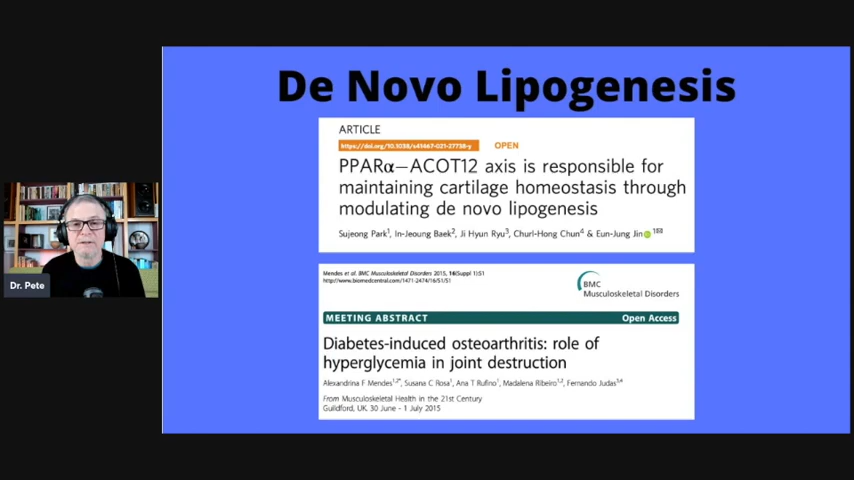 De Novo Lipogenesis
ARTICLE
https://doi.org/10.1038/s41467-021-27738-y OPEN
PPARα−ACOT12 axis is responsible for
maintaining cartilage homeostasis through
modulating de novo lipogenesis
Sujeong Park1, In-Jeoung Baek2, Ji Hyun Ryu3, Churl-Hong Chun4 & Eun-Jung Jin 1✉
Dr. Pete
Mendes et al. BMC Musculoskeletal Disorders 2015, 16(Suppl 1):S1
http://www.biomedcentral.com/1471-2474/16/S1/S1
BMC
Musculoskeletal Disorders
MEETING ABSTRACT Open Access
Diabetes-induced osteoarthritis: role of
hyperglycemia in joint destruction
Alexandrina F Mendes1,2*, Susana C Rosa1, Ana T Rufino1, Madalena Ribeiro1,2, Fernando Judas3,4
From Musculoskeletal Health in the 21st Century
Guildford, UK. 30 June - 1 July 2015